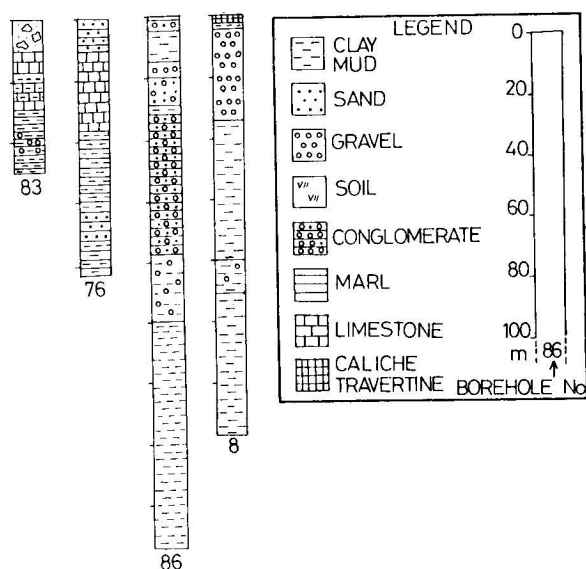 83
76
86
8
LEGEND
CLAY
MUD
SAND
GRAVEL
SOIL
CONGLOMERATE
MARL
LIMESTONE
CALICHE
TRAVERTINE
0
20
40
60
80
100
m
86
BOREHOLE No